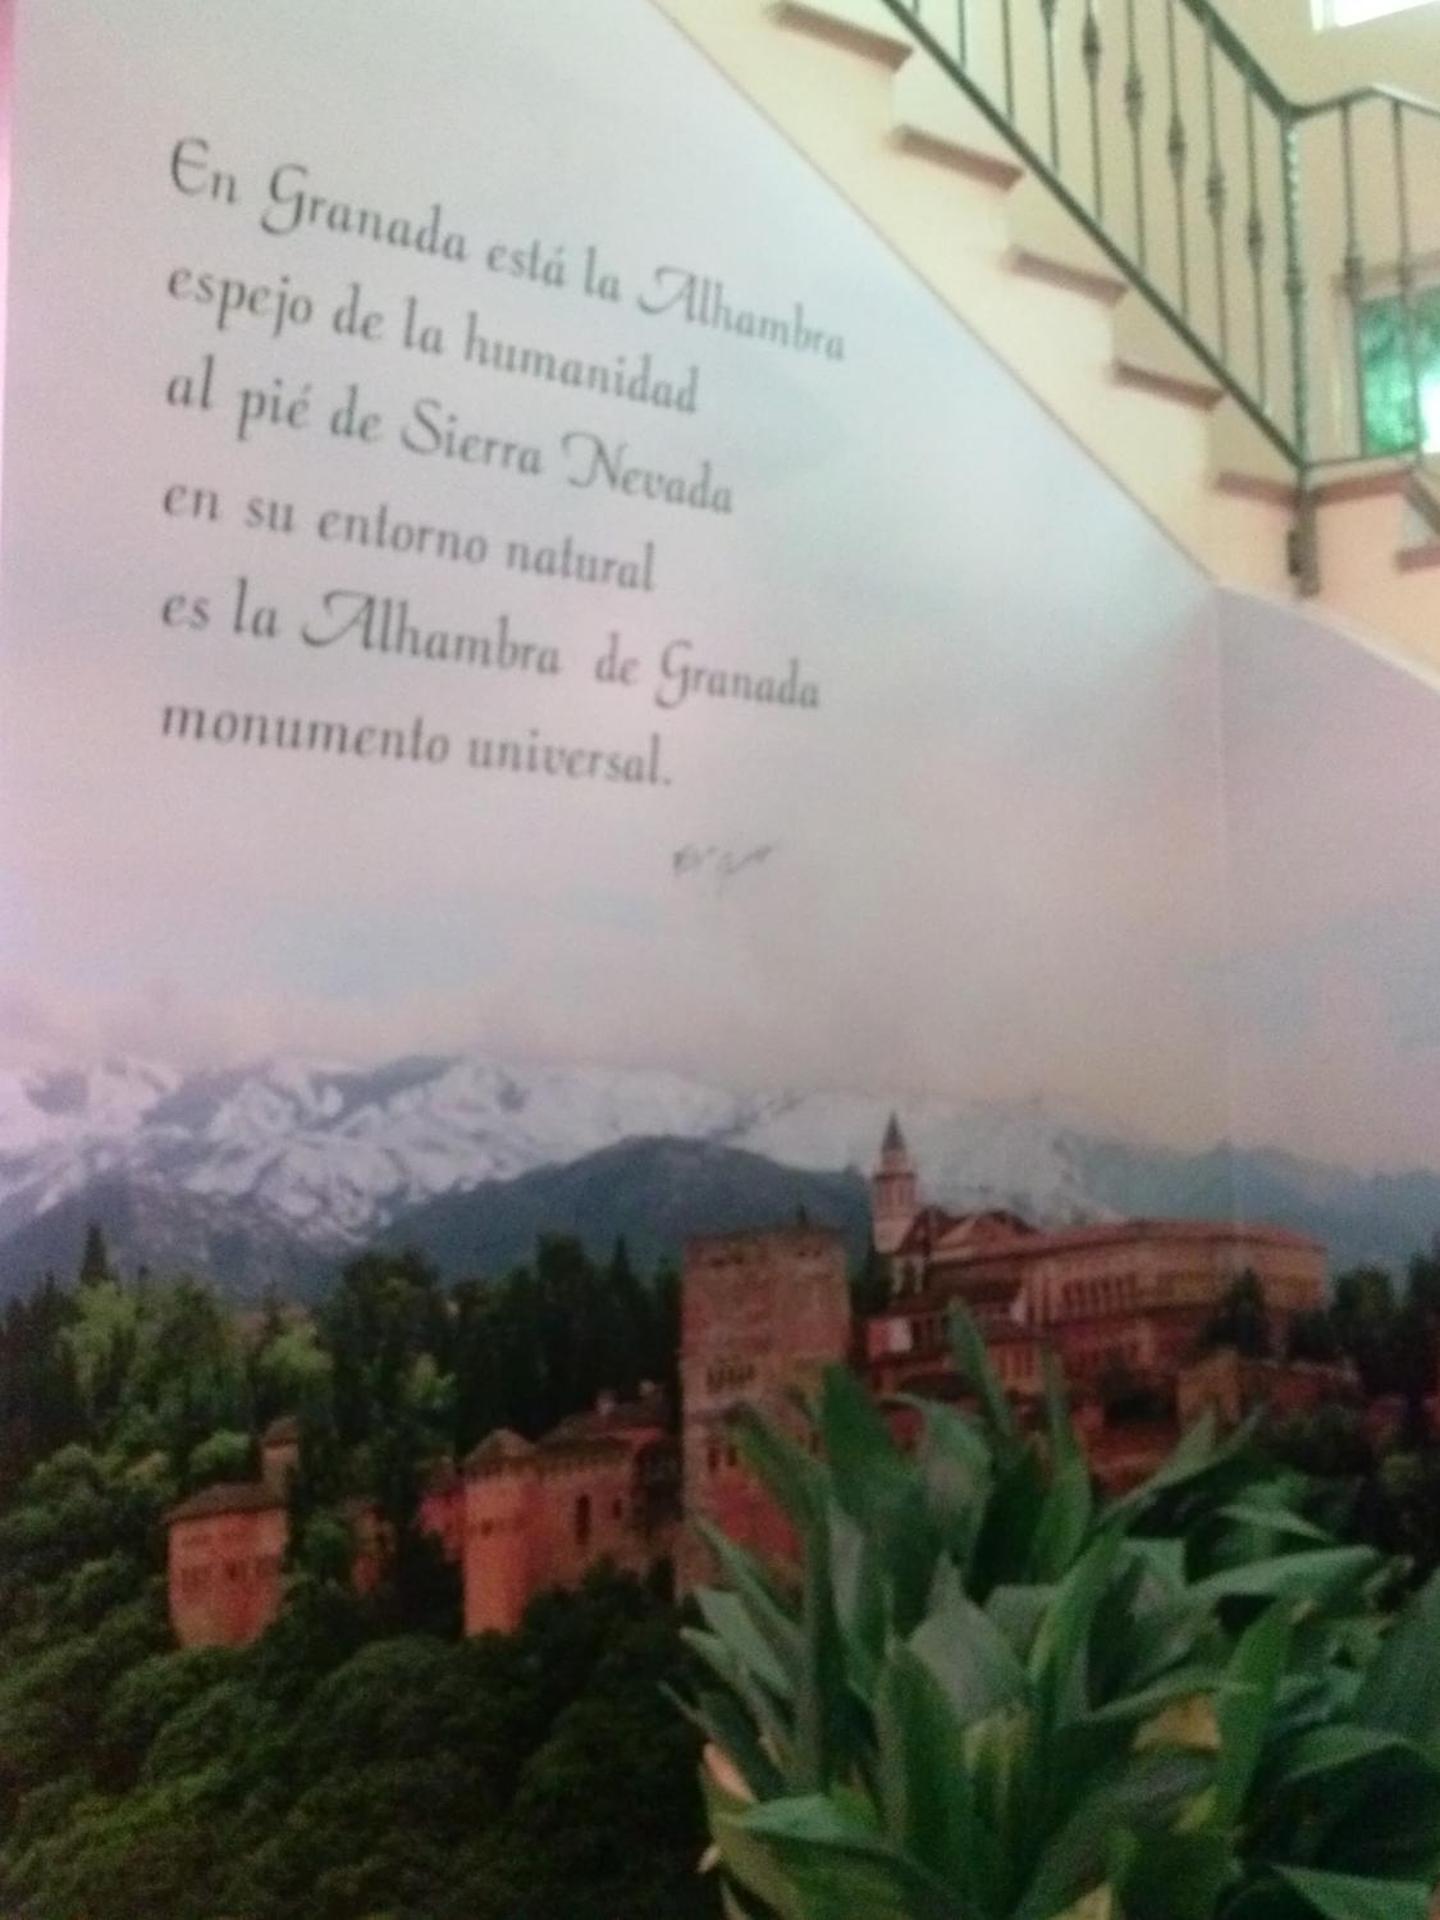 En Granada está la Alhambra
espejo de la humanidad
al pié de Sierra Nevada
en su entorno natural
es la Alhambra de Granada
monumento universal.